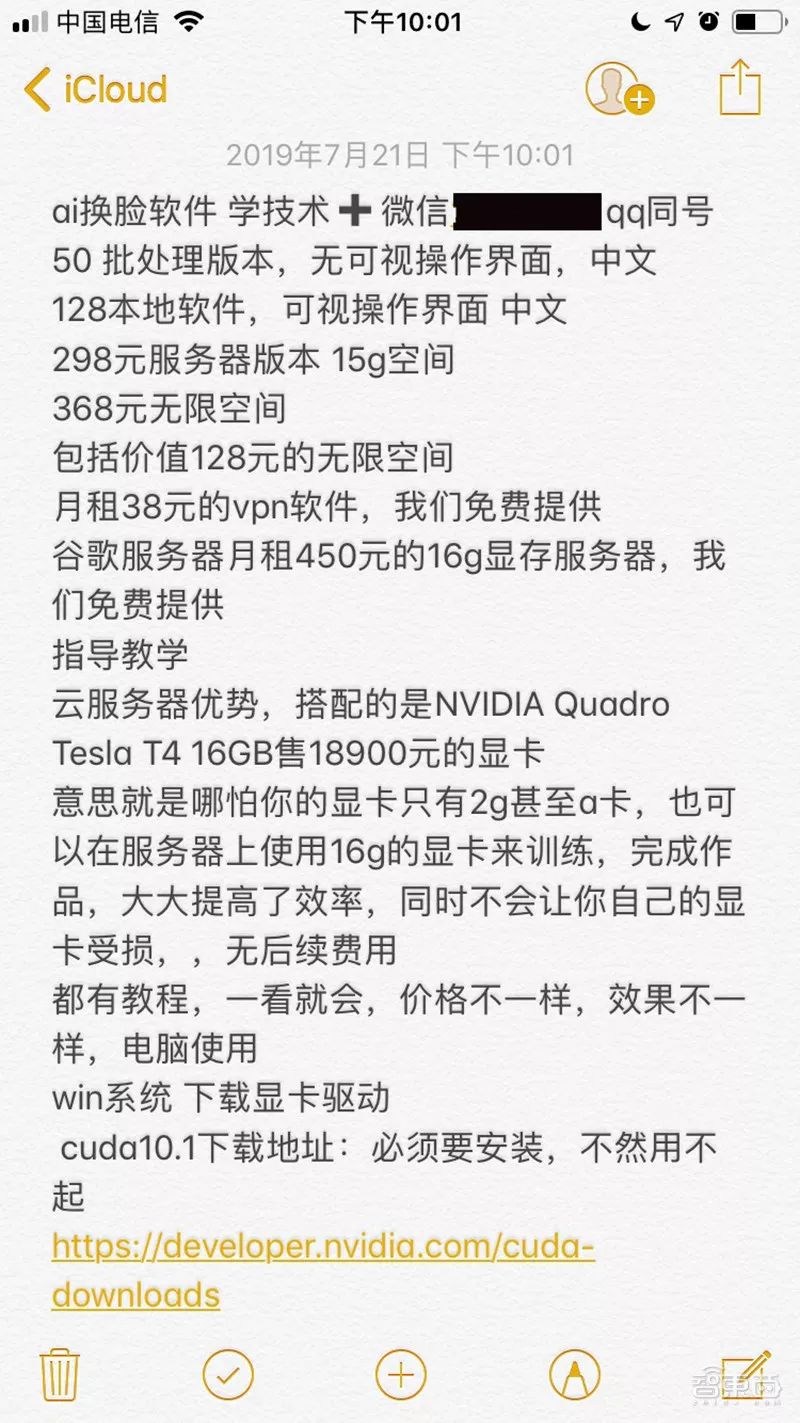 中国电信 下午10:01
iCloud
2019年7月21日 下午10:01
ai换脸软件 学技术➕微信 qq同号
50 批处理版本，无可视操作界面，中文
128本地软件，可视操作界面 中文
298元服务器版本 15g空间
368元无限空间
包括价值128元的无限空间
月租38元的vpn软件，我们免费提供
谷歌服务器月租450元的16g显存服务器，我
们免费提供
指导教学
云服务器优势，搭配的是NVIDIA Quadro
Tesla T4 16GB售18900元的显卡
意思就是哪怕你的显卡只有2g甚至a卡，也可
以在服务器上使用16g的显卡来训练，完成作
品，大大提高了效率，同时不会让你自己的显
卡受损，，无后续费用
都有教程，一看就会，价格不一样，效果不一
样，电脑使用
win系统 下载显卡驱动
cuda10.1下载地址：必须要安装，不然用不
起
https://developer.nvidia.com/cuda-
downloads
智東西